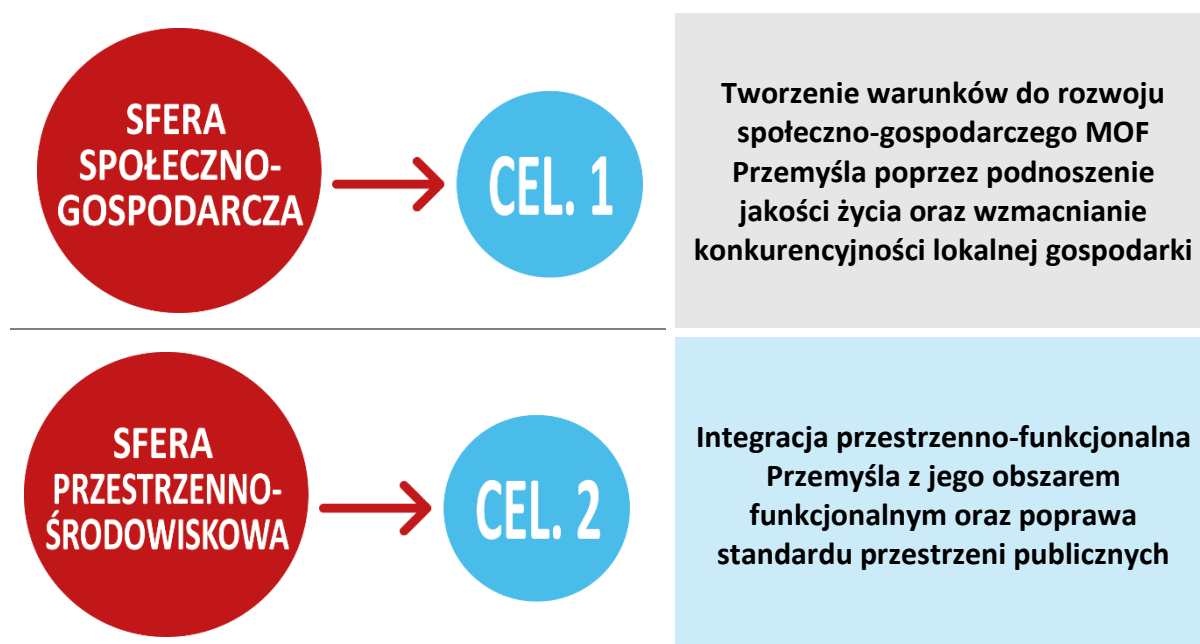 SFERA
SPOŁECZNO-
GOSPODARCZA
CEL. 1
Tworzenie warunków do rozwoju
społeczno-gospodarczego MOF
Przemyśla poprzez podnoszenie
jakości życia oraz wzmacnianie
konkurencyjności lokalnej gospodarki
SFERA
PRZESTRZENNO-
ŚRODOWISKOWA
CEL. 2
Integracja przestrzenno-funkcjonalna
Przemyśla z jego obszarem
funkcjonalnym oraz poprawa
standardu przestrzeni publicznych